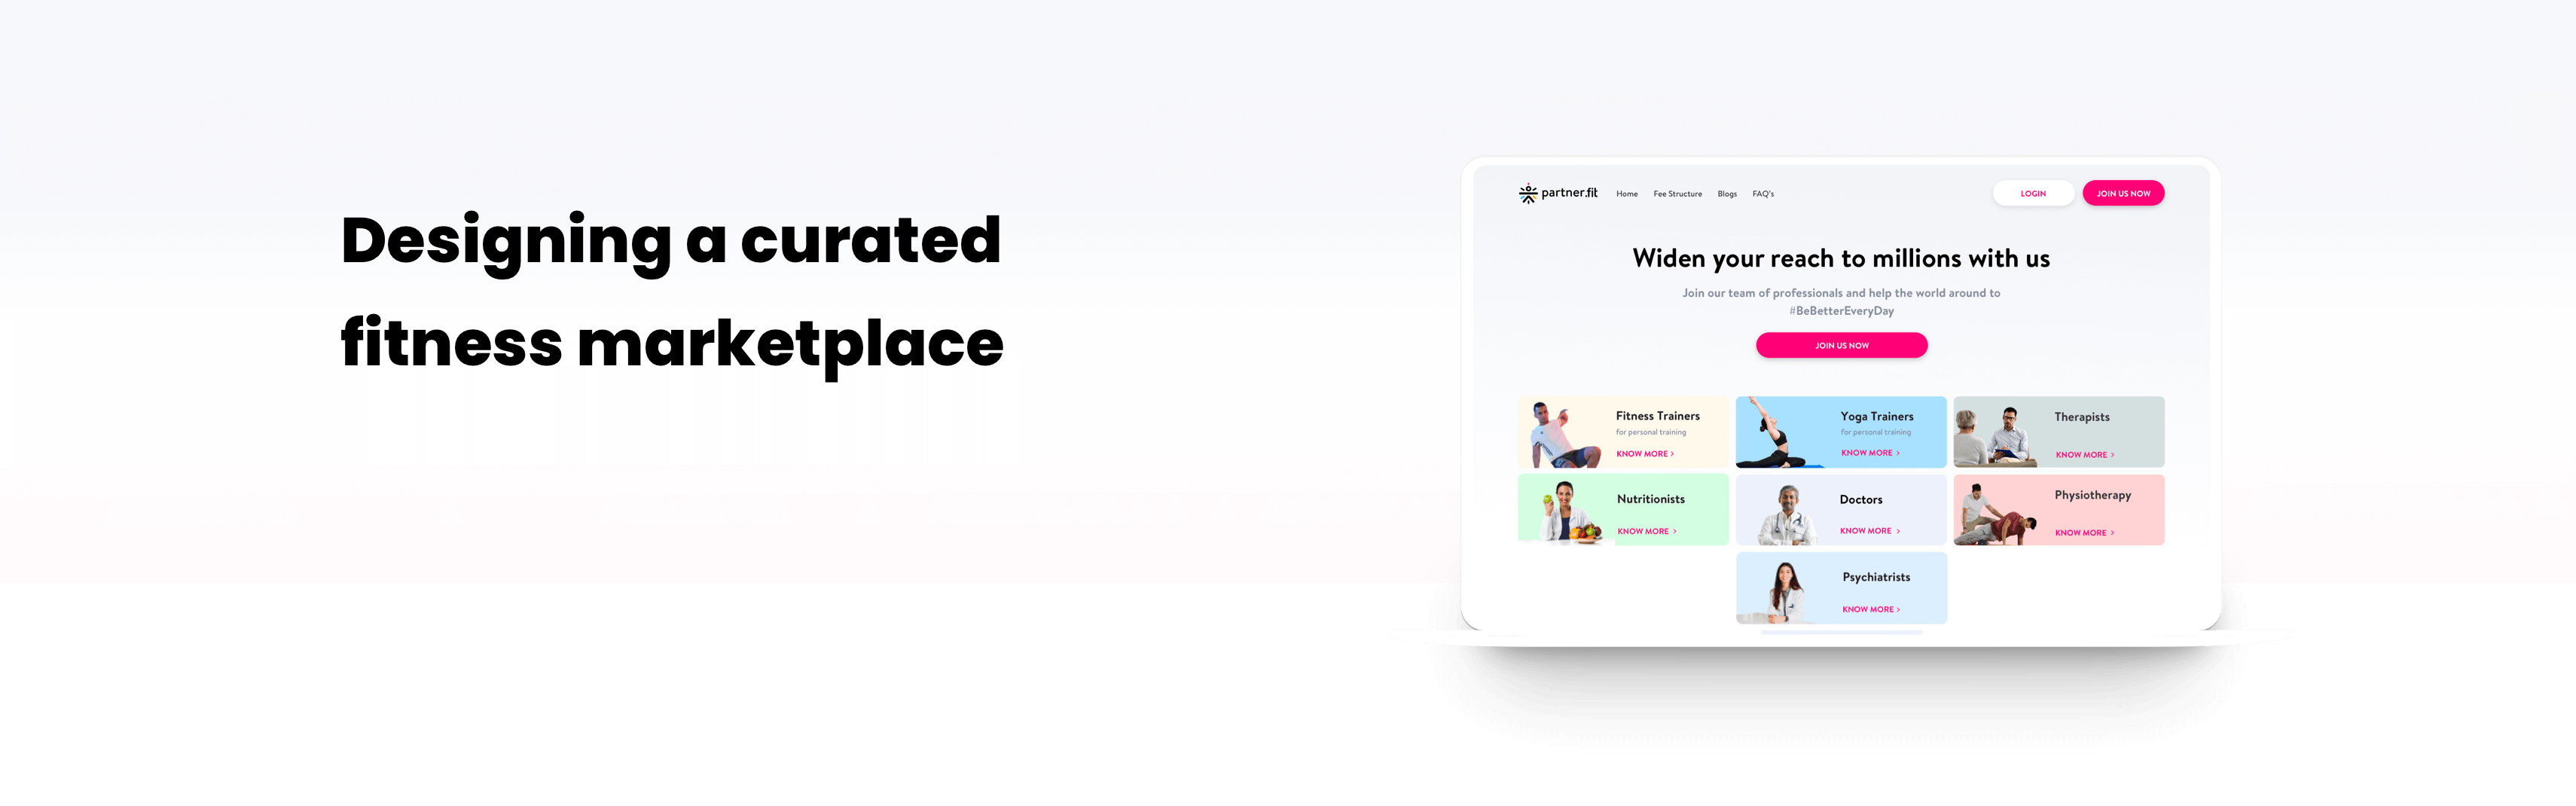 Designing a curated
fitness marketplace
partner.fit
Home
Fee Structure
Blogs
FAQ's
LOGIN
JOIN US NOW
Widen your reach to millions with us
Join our team of professionals and help the world around to
#BeBetterEveryDay
JOIN US NOW
Fitness Trainers
for personal training
KNOW MORE >
Yoga Trainers
for personal training
KNOW MORE >
Therapists
KNOW MORE >
Nutritionists
KNOW MORE >
Doctors
KNOW MORE >
Physiotherapy
KNOW MORE >
Psychiatrists
KNOW MORE >